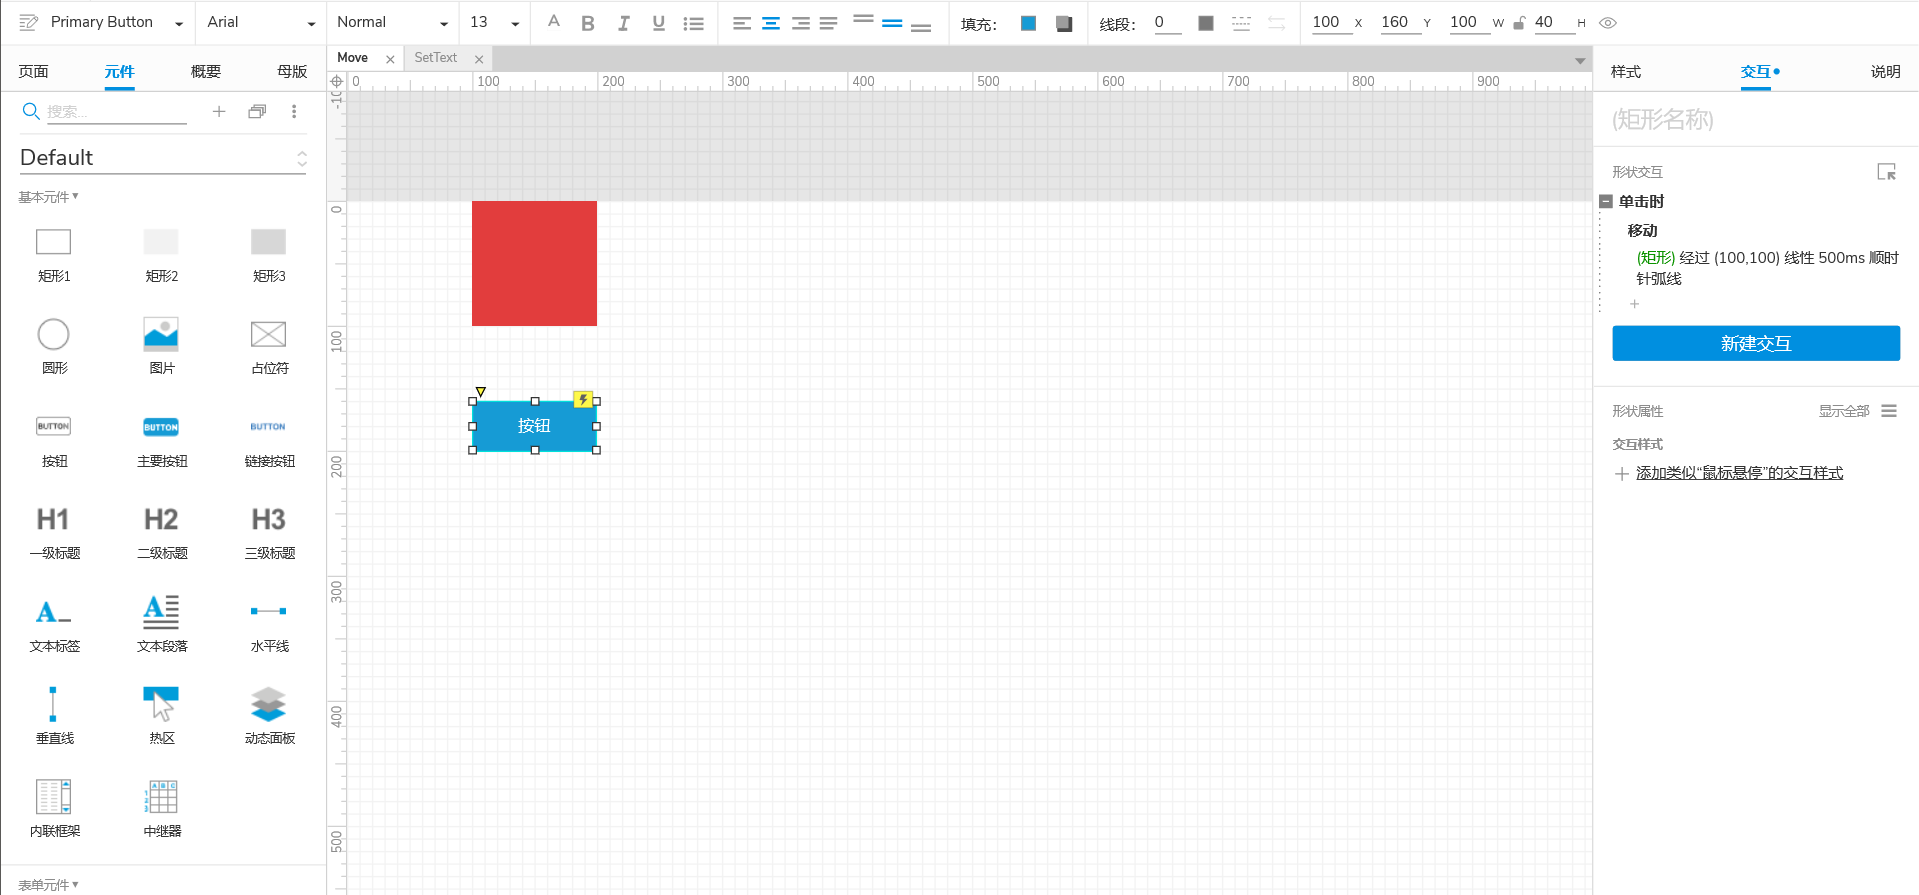 Primary Button Arial Normal 13 填充: 线段: 0 100 X 160 Y 100 W 40 H
页面 元件 概要 母版
Move SetText
样式 交互 说明
0 100 200 300 400 500 600 700 800 900
搜索...
Default
基本元件
矩形1 矩形2 矩形3
圆形 图片 占位符
BUTTON BUTTON BUTTON
按钮 主要按钮 链接按钮
H1 H2 H3
一级标题 二级标题 三级标题
A A
文本标签 文本段落 水平线
垂直线 热区 动态面板
A B C
1
2
3
内联框架 中继器
表单元件
-10
0
100
200
300
400
500
按钮
(矩形名称)
形状交互
单击时
移动
(矩形) 经过 (100,100) 线性 500ms 顺时
针弧线
新建交互
形状属性 显示全部
交互样式
添加类似“鼠标悬停”的交互样式